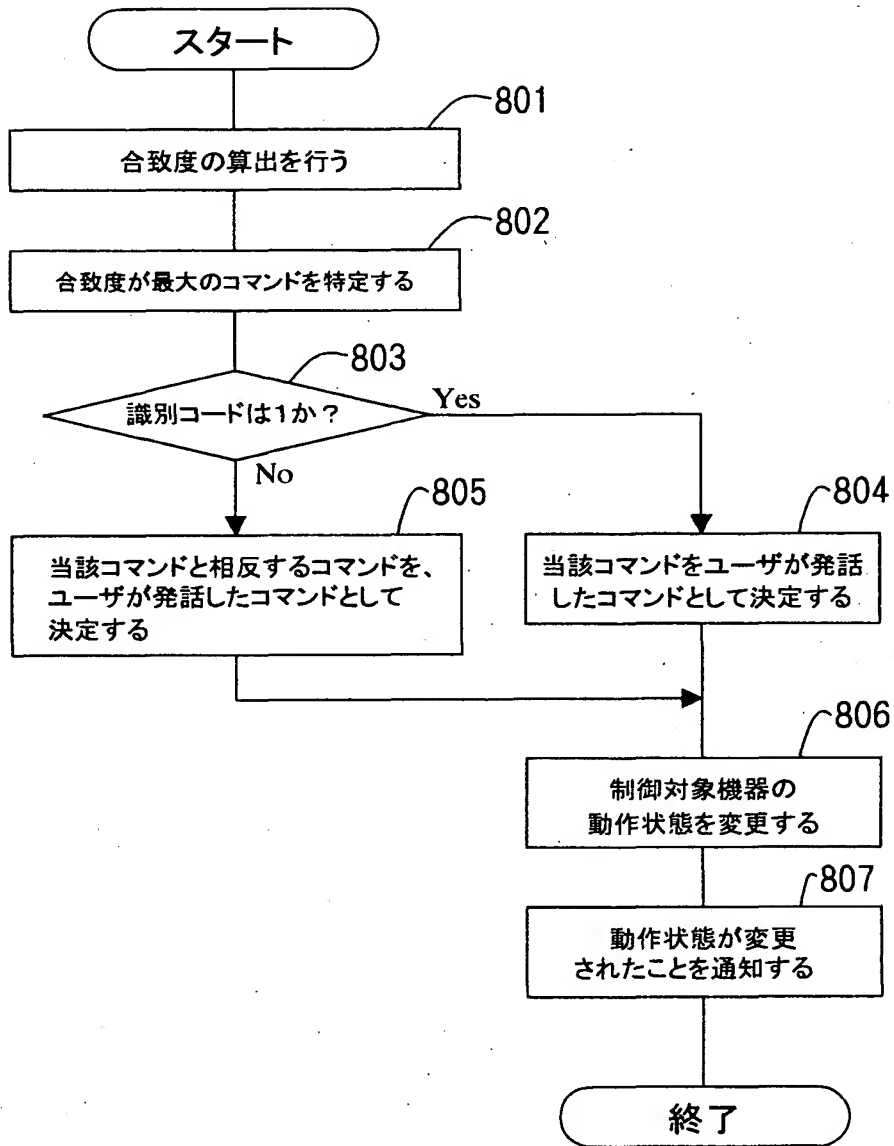 スタート
801
合致度の算出を行う
802
合致度が最大のコマンドを特定する
803
識別コードは1か?
Yes
No
805
当該コマンドと相反するコマンドを、
ユーザが発話したコマンドとして
決定する
804
当該コマンドをユーザが発話
したコマンドとして決定する
806
制御対象機器の
動作状態を変更する
807
動作状態が変更
されたことを通知する
終了